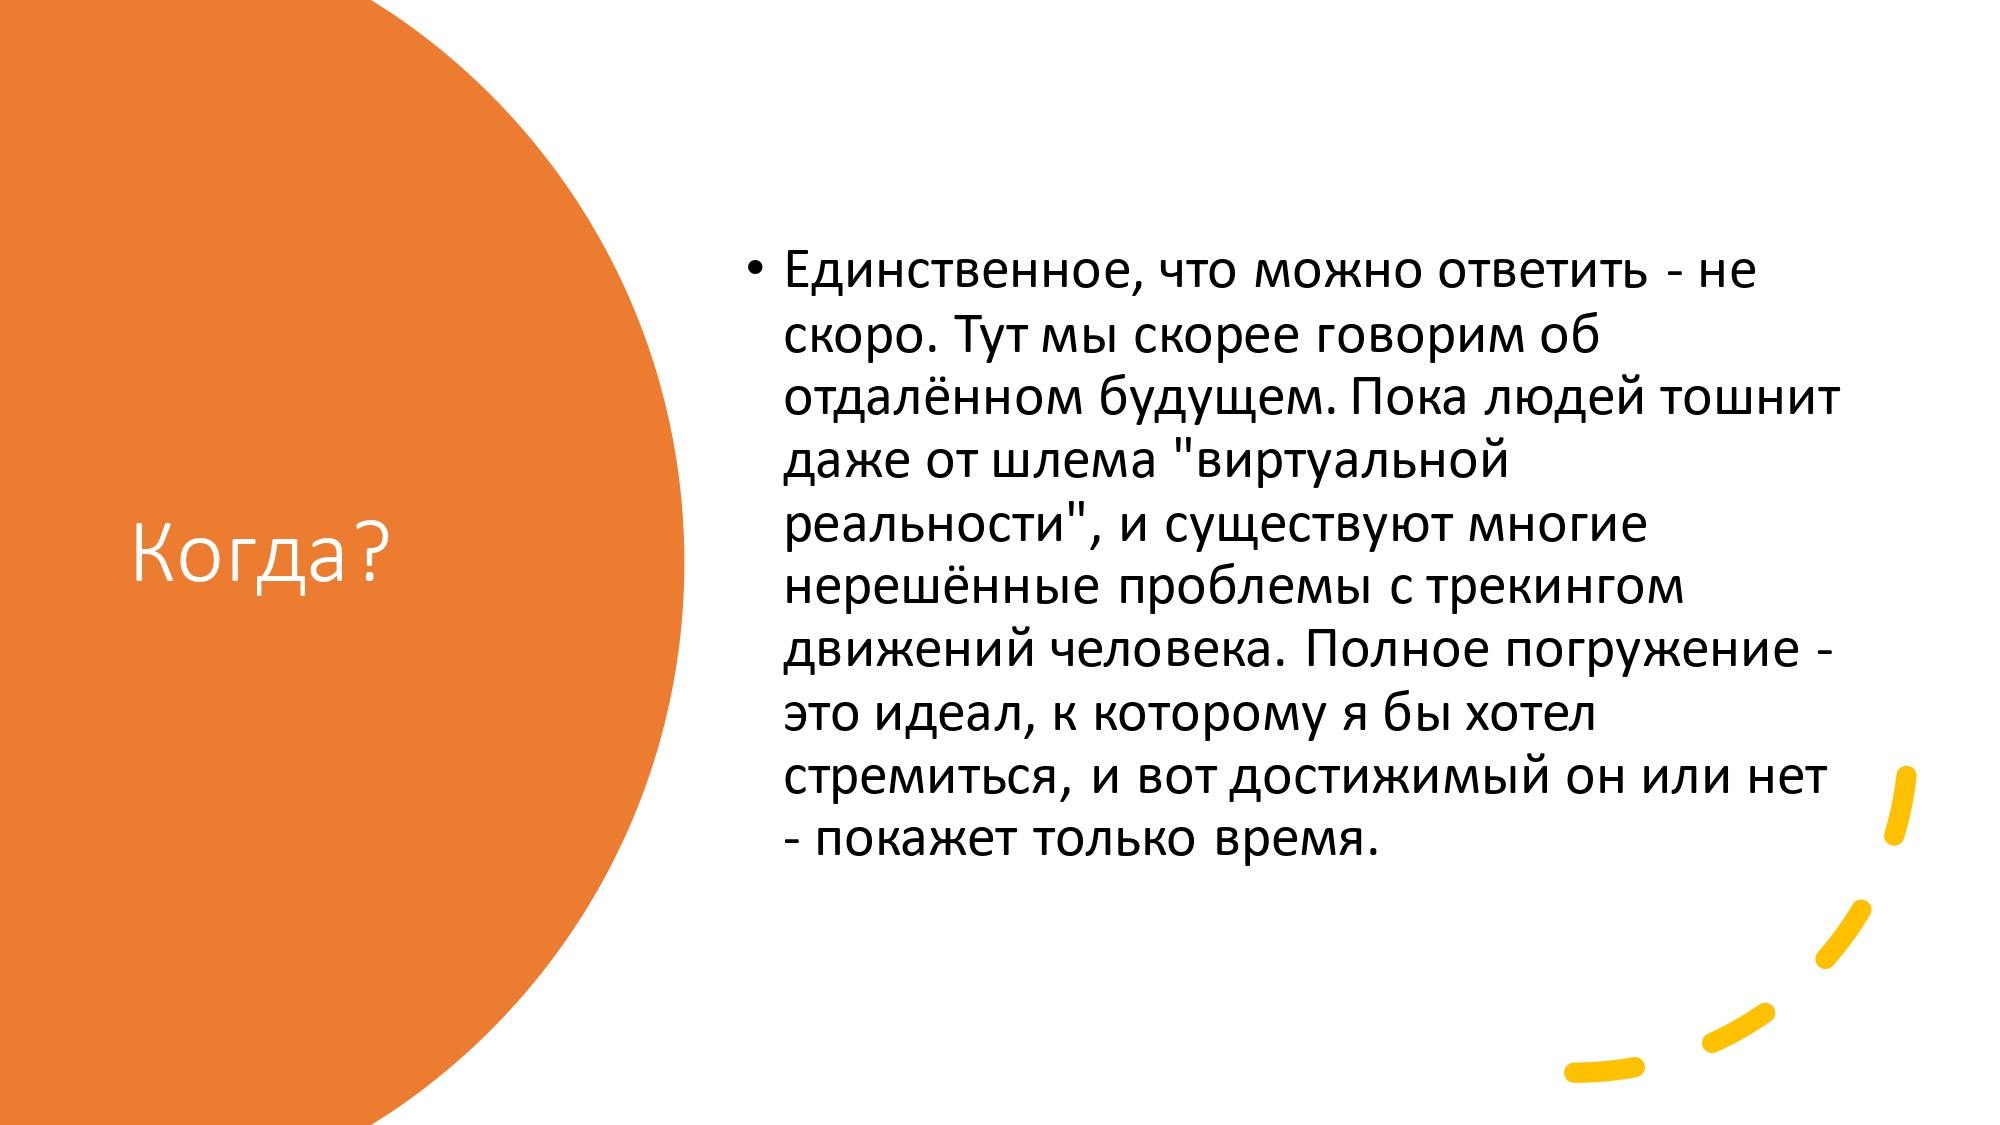 Когда?
• Единственное, что можно ответить - не
скоро. Тут мы скорее говорим об
отдалённом будущем. Пока людей тошнит
даже от шлема "виртуальной
реальности", и существуют многие
нерешённые проблемы с трекингом
движений человека. Полное погружение -
это идеал, к которому я бы хотел
стремиться, и вот достижимый он или нет
- покажет только время.